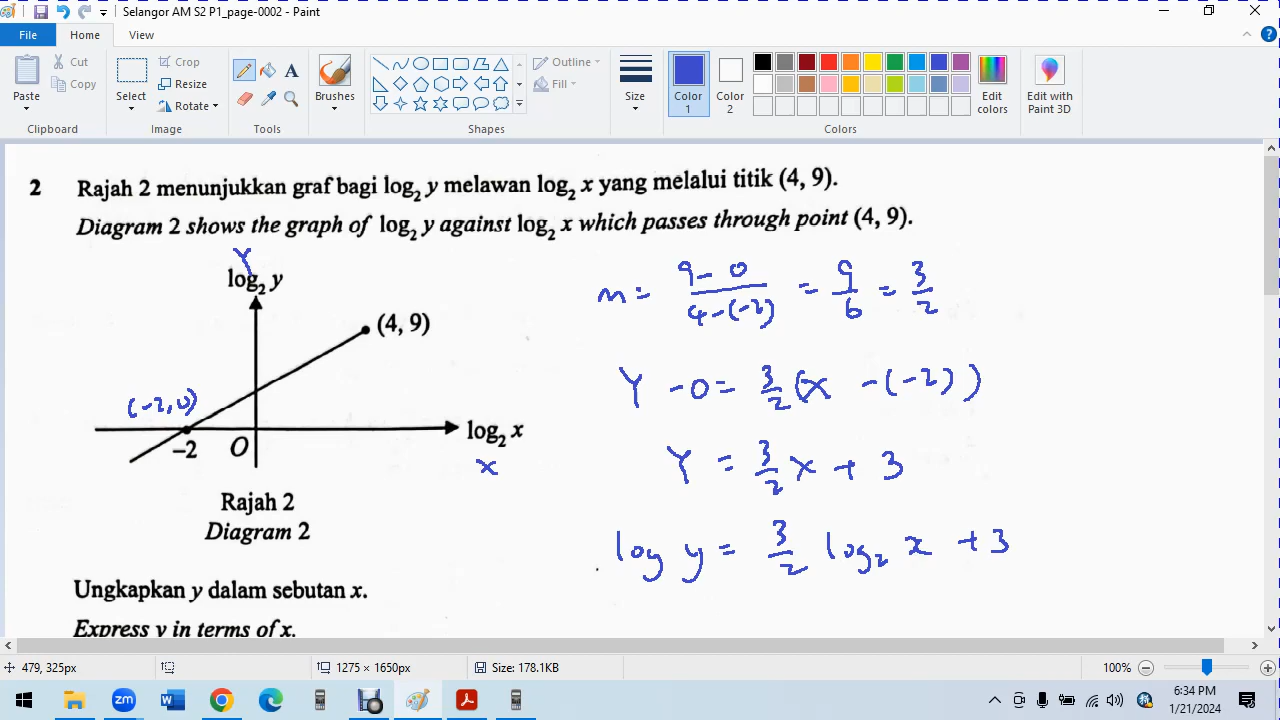 Selangor AM S2 P1_page-0002 - Paint
File Home View
Cut
Copy
Paste
Clipboard
Crop
Resize
Rotate
Select
Image
A
Tools
Brushes
Outline
Fill
Shapes
Size
Color 1
Color 2
Edit colors
Colors
Edit with Paint 3D
2 Rajah 2 menunjukkan graf bagi log₂ y melawan log₂ x yang melalui titik (4, 9).
Diagram 2 shows the graph of log₂ y against log₂ x which passes through point (4, 9).
Y
log₂ y
(4, 9)
(-2, 0)
-2 O
log₂ x
x
Rajah 2
Diagram 2
m = 9 - 0 / 4 - (-2) = 9/6 = 3/2
Y - 0 = 3/2 (x - (-2))
Y = 3/2 x + 3
log y = 3/2 log₂ x + 3
Ungkapkan y dalam sebutan x.
Express y in terms of x.
479, 325px
1275 × 1650px
Size: 178.1KB
100%
zm
W
6:34 PM
1/21/2024